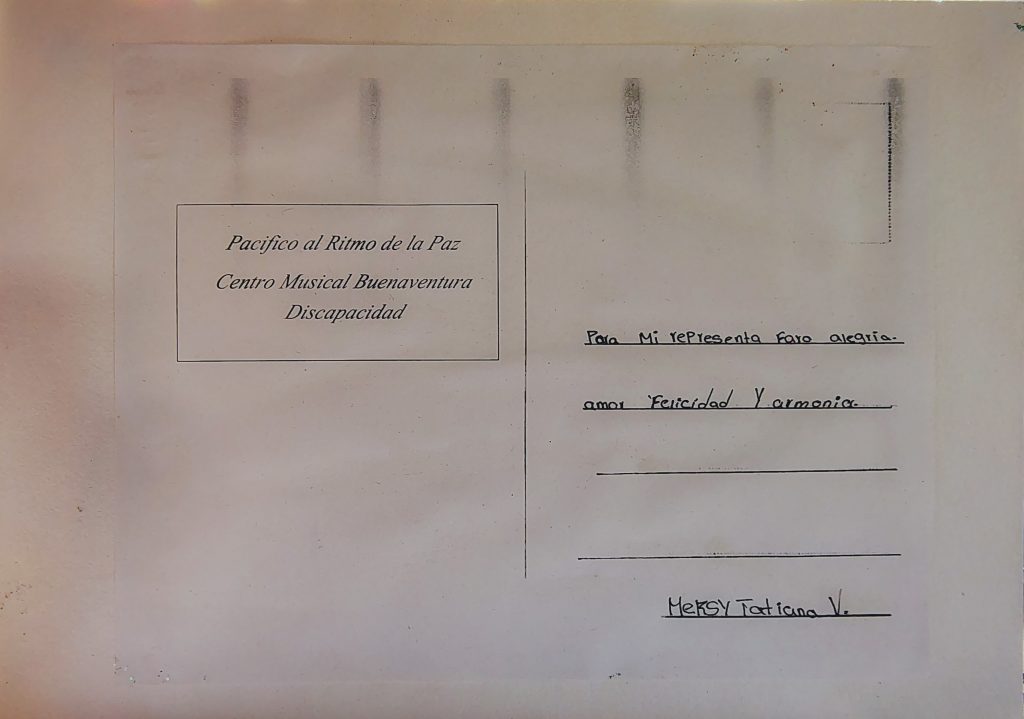 Pacifico al Ritmo de la Paz
Centro Musical Buenaventura
Discapacidad
Para Mi rePresenta Faro alegria.
amor Felicidad Y armonia.
MeRSY Tatiana V.